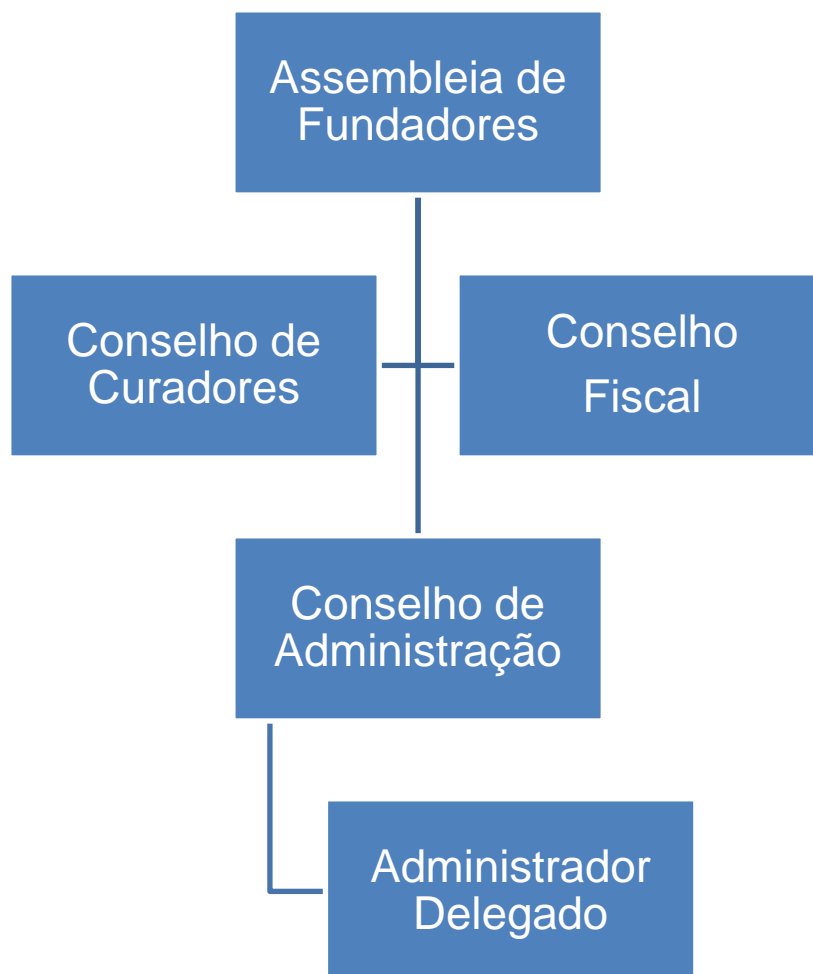 Assembleia de
Fundadores
Conselho de
Curadores
Conselho
Fiscal
Conselho de
Administração
Administrador
Delegado